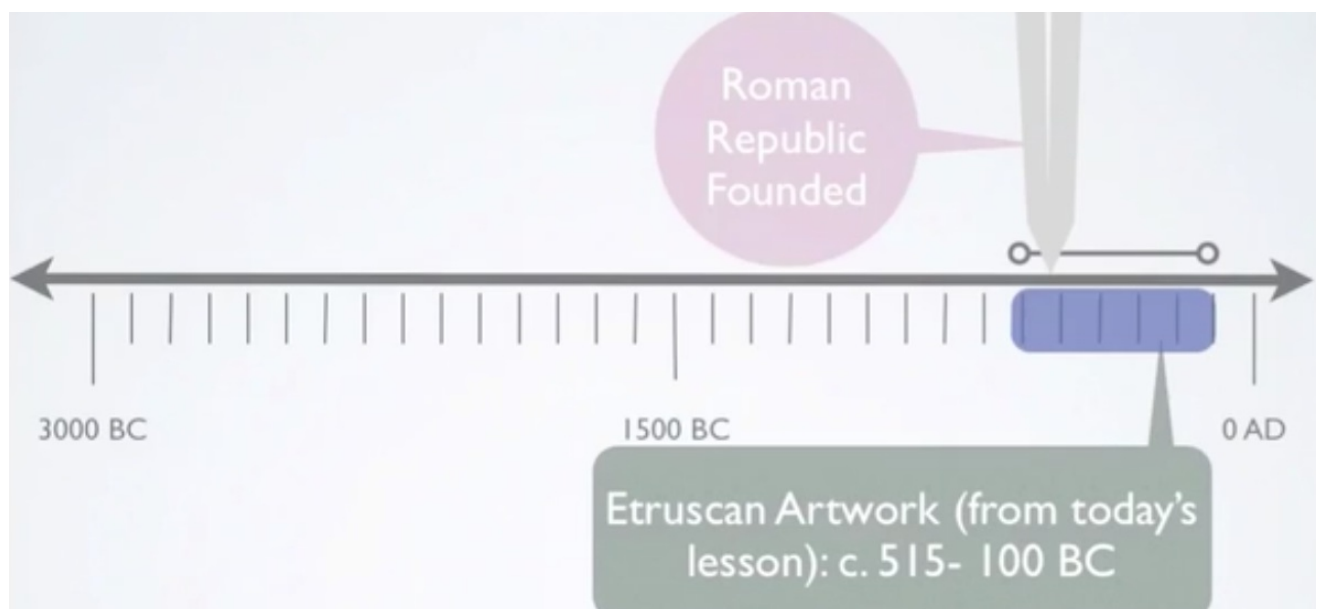 Roman
Republic
Founded
3000 BC
1500 BC
0 AD
Etruscan Artwork (from today's
lesson): c. 515- 100 BC